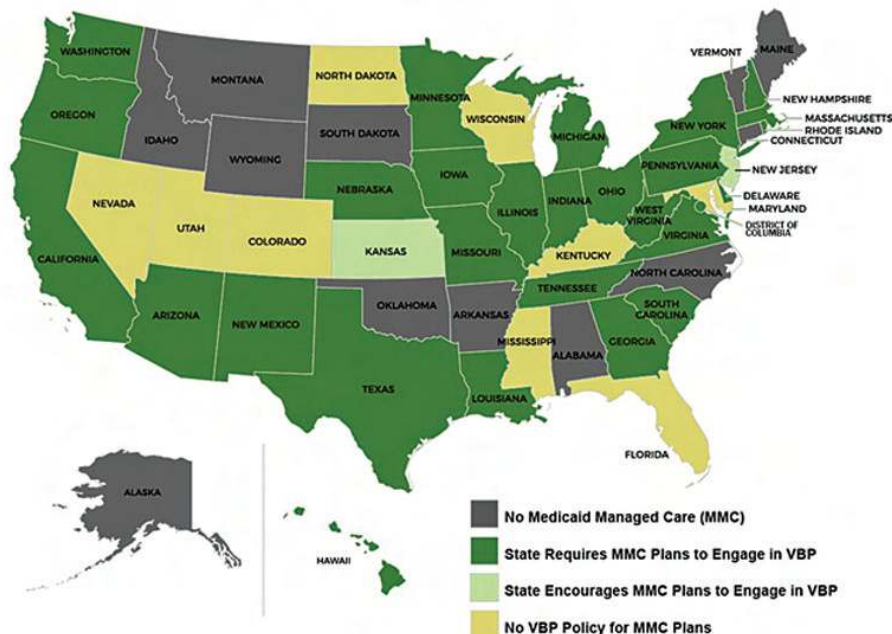 WASHINGTON
OREGON
CALIFORNIA
NEVADA
IDAHO
MONTANA
WYOMING
UTAH
COLORADO
ARIZONA
NEW MEXICO
NORTH DAKOTA
SOUTH DAKOTA
NEBRASKA
KANSAS
OKLAHOMA
TEXAS
MINNESOTA
IOWA
MISSOURI
ARKANSAS
LOUISIANA
WISCONSIN
ILLINOIS
MICHIGAN
INDIANA
OHIO
KENTUCKY
TENNESSEE
MISSISSIPPI
ALABAMA
GEORGIA
FLORIDA
SOUTH
CAROLINA
NORTH CAROLINA
VIRGINIA
WEST
VIRGINIA
PENNSYLVANIA
NEW YORK
VERMONT
MAINE
NEW HAMPSHIRE
MASSACHUSETTS
RHODE ISLAND
CONNECTICUT
NEW JERSEY
DELAWARE
MARYLAND
DISTRICT OF
COLUMBIA
ALASKA
HAWAII
No Medicaid Managed Care (MMC)
State Requires MMC Plans to Engage in VBP
State Encourages MMC Plans to Engage in VBP
No VBP Policy for MMC Plans